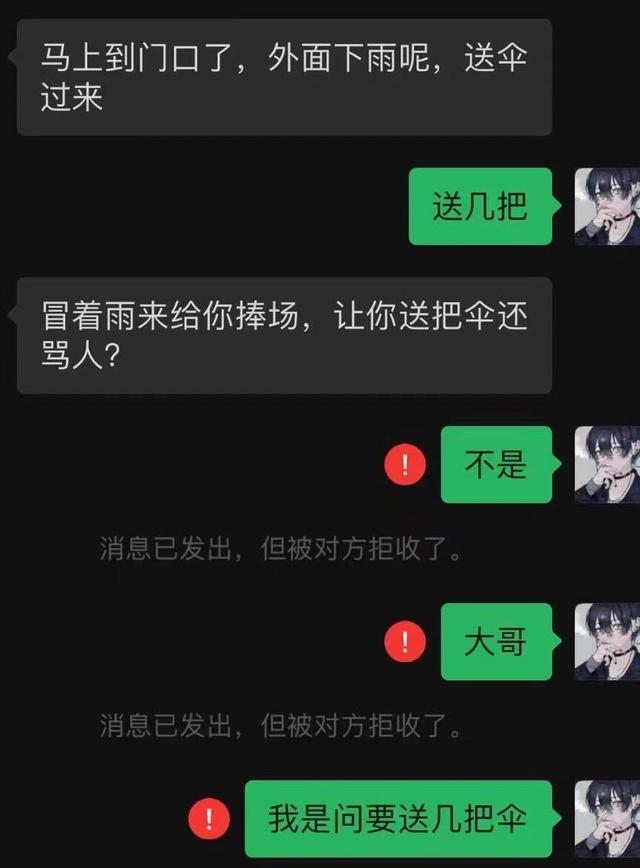 马上到门口了，外面下雨呢，送伞
过来
送几把
冒着雨来给你捧场，让你送把伞还
骂人？
不是
消息已发出，但被对方拒收了。
大哥
消息已发出，但被对方拒收了。
我是问要送几把伞